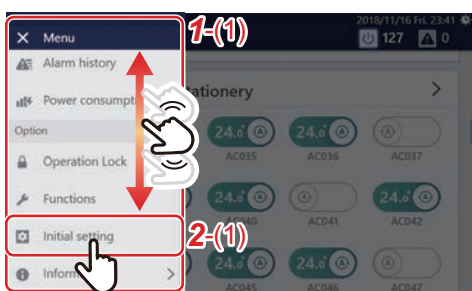 2018/11/16 Fri. 23:41
127 0
× Menu
1-(1)
Alarm history
Power consumpt
tationery >
Option
24.0 A 24.0 A A
AC035 AC036 AC037
Operation Lock
Functions
24.0 A A 24.0 A
AC040 AC041 AC042
Initial setting
2-(1)
Inform >
24.0 A 24.0 A A
AC045 AC046 AC047